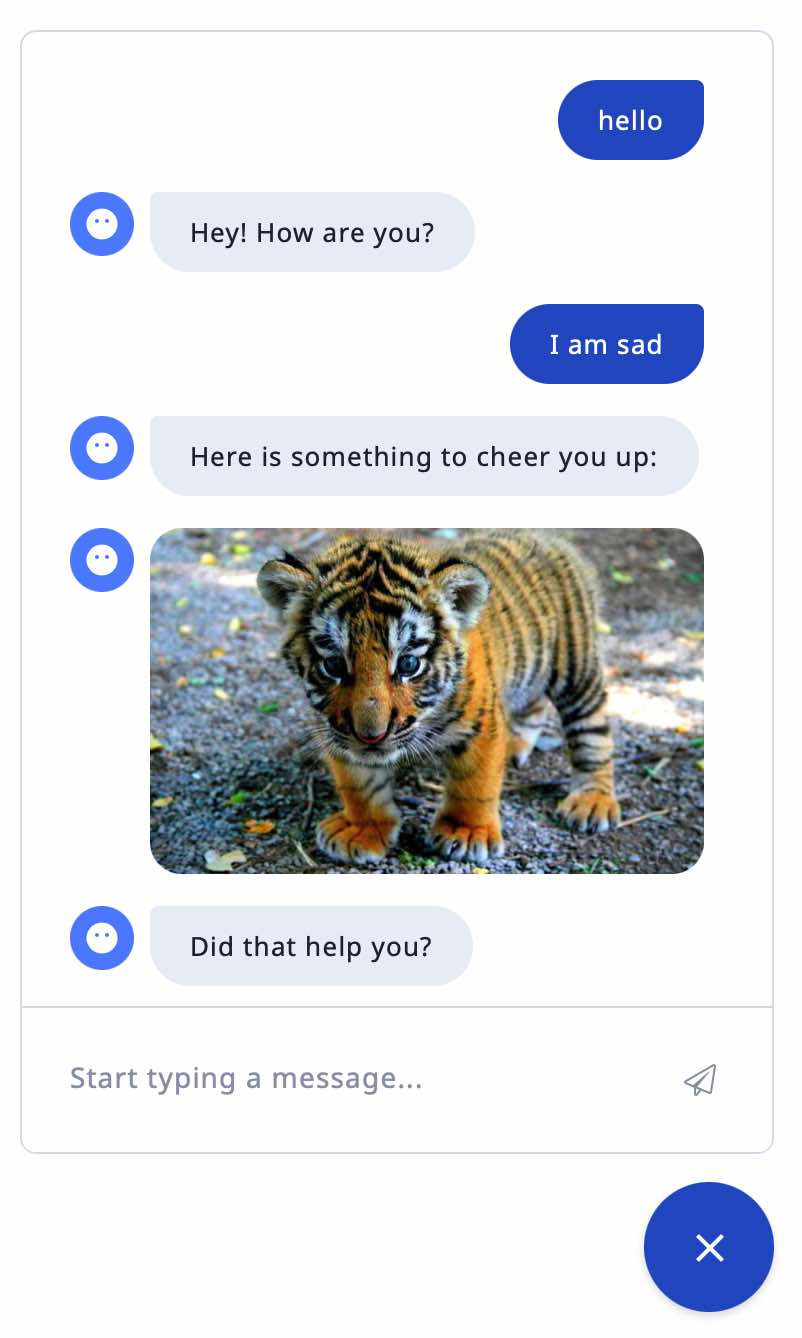 hello
Hey! How are you?
I am sad
Here is something to cheer you up:
Did that help you?
Start typing a message...